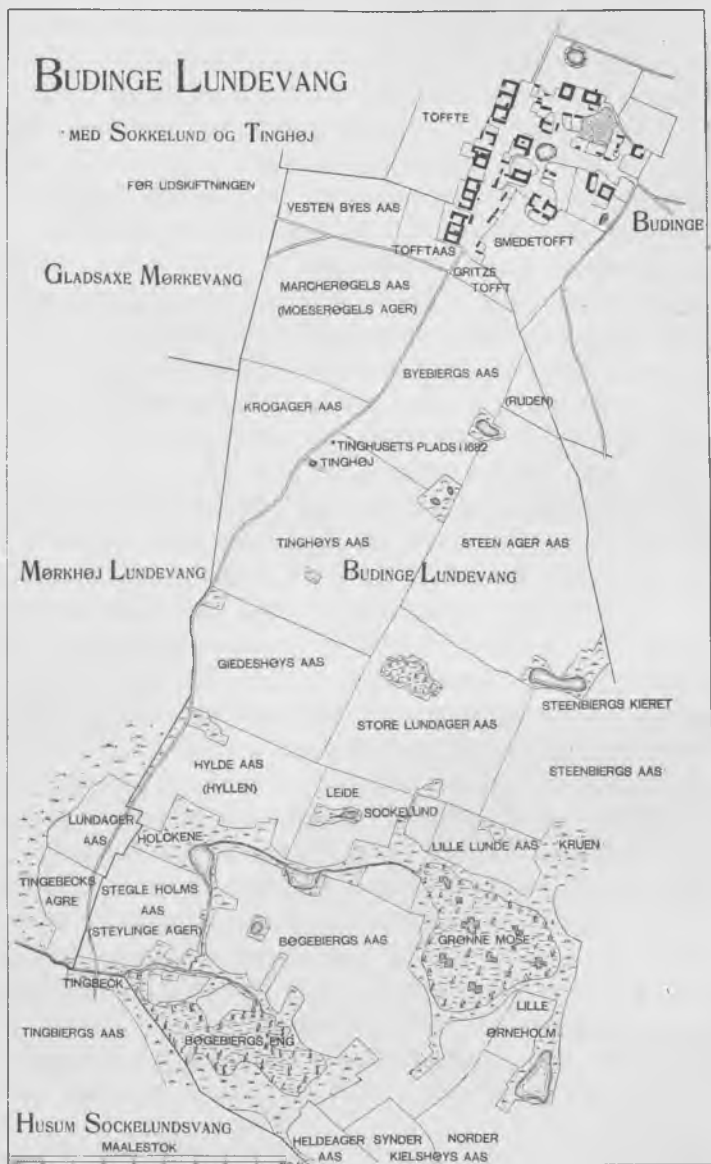 BUDINGE LUNDEVANG
MED SOKKELUND OG TINGHØJ
FØR UDSKIFTNINGEN
TOFFTE
VESTEN BYES AAS
TOFFTAAS
SMEDETOFFT
BUDINGE
GRITZE
TOFFT
GLADSAXE MØRKEVANG
MARCHERØGELS AAS
(MOESERØGELS AGER)
BYEBIERGS AAS
(RUDEN)
KROGAGER AAS
TINGHUSETS PLADS I 1682
TINGHØJ
TINGHØYS AAS
STEEN AGER AAS
MØRKHØJ LUNDEVANG
BUDINGE LUNDEVANG
GIEDESHØYS AAS
STEENBIERGS KIERET
STORE LUNDAGER AAS
STEENBIERGS AAS
HYLDE AAS
(HYLLEN)
LEIDE
SOCKELUND
LUNDAGER
AAS
HOLCKENE
LILLE LUNDE AAS
KRUEN
TINGEBECKS
AGRE
STEGLE HOLMS
AAS
(STEYLINGE AGER)
BØGEBIERGS AAS
GRØNNE MOSE
TINGBECK
LILLE
ØRNEHOLM
TINGBIERGS AAS
BØGEBIERGS ENG
HUSUM SOCKELUNDSVANG
MAALESTOK
HELDEAGER
AAS
SYNDER NORDER
KIELSHØYS AAS